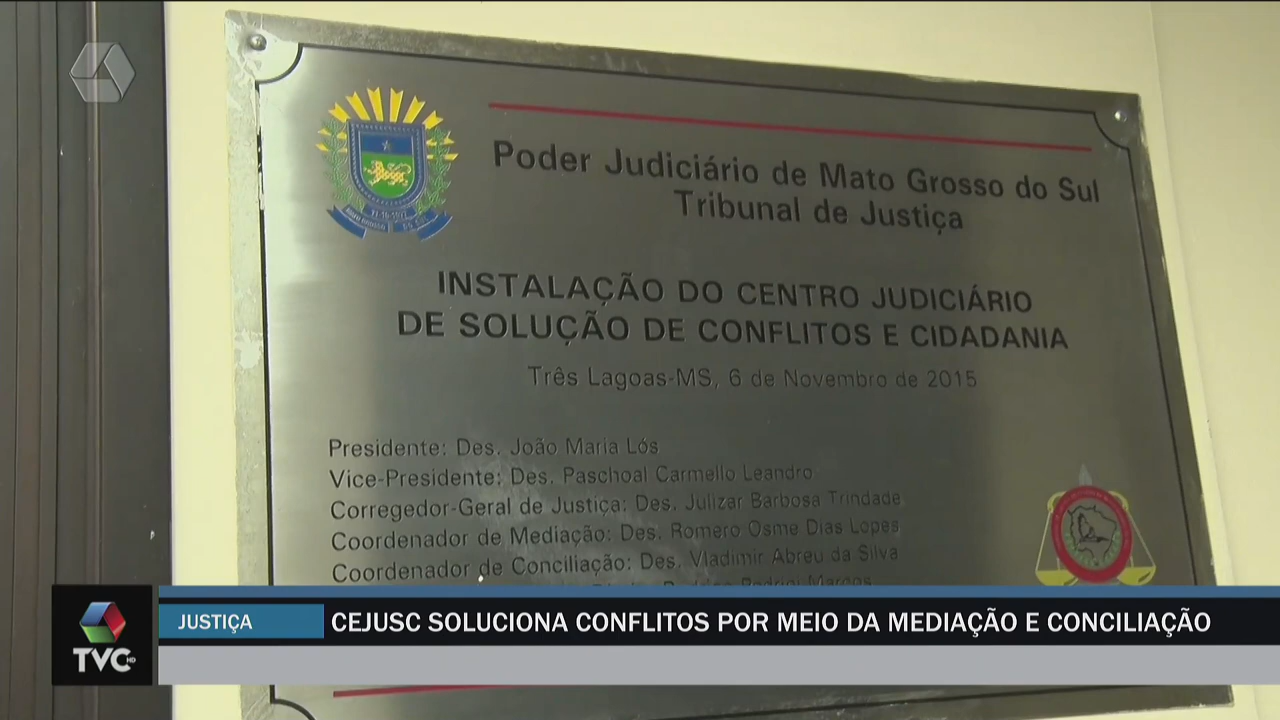 Poder Judiciário de Mato Grosso do Sul
Tribunal de Justiça
INSTALAÇÃO DO CENTRO JUDICIÁRIO
DE SOLUÇÃO DE CONFLITOS E CIDADANIA
Três Lagoas-MS, 6 de Novembro de 2015
Presidente: Des. João Maria Lós
Vice-Presidente: Des. Paschoal Carmello Leandro
Corregedor-Geral de Justiça: Des. Julizar Barbosa Trindade
Coordenador de Mediação: Des. Romero Osme Dias Lopes
Coordenador de Conciliação: Des. Vladimir Abreu da Silva
JUSTIÇA
CEJUSC SOLUCIONA CONFLITOS POR MEIO DA MEDIAÇÃO E CONCILIAÇÃO
TVC HD